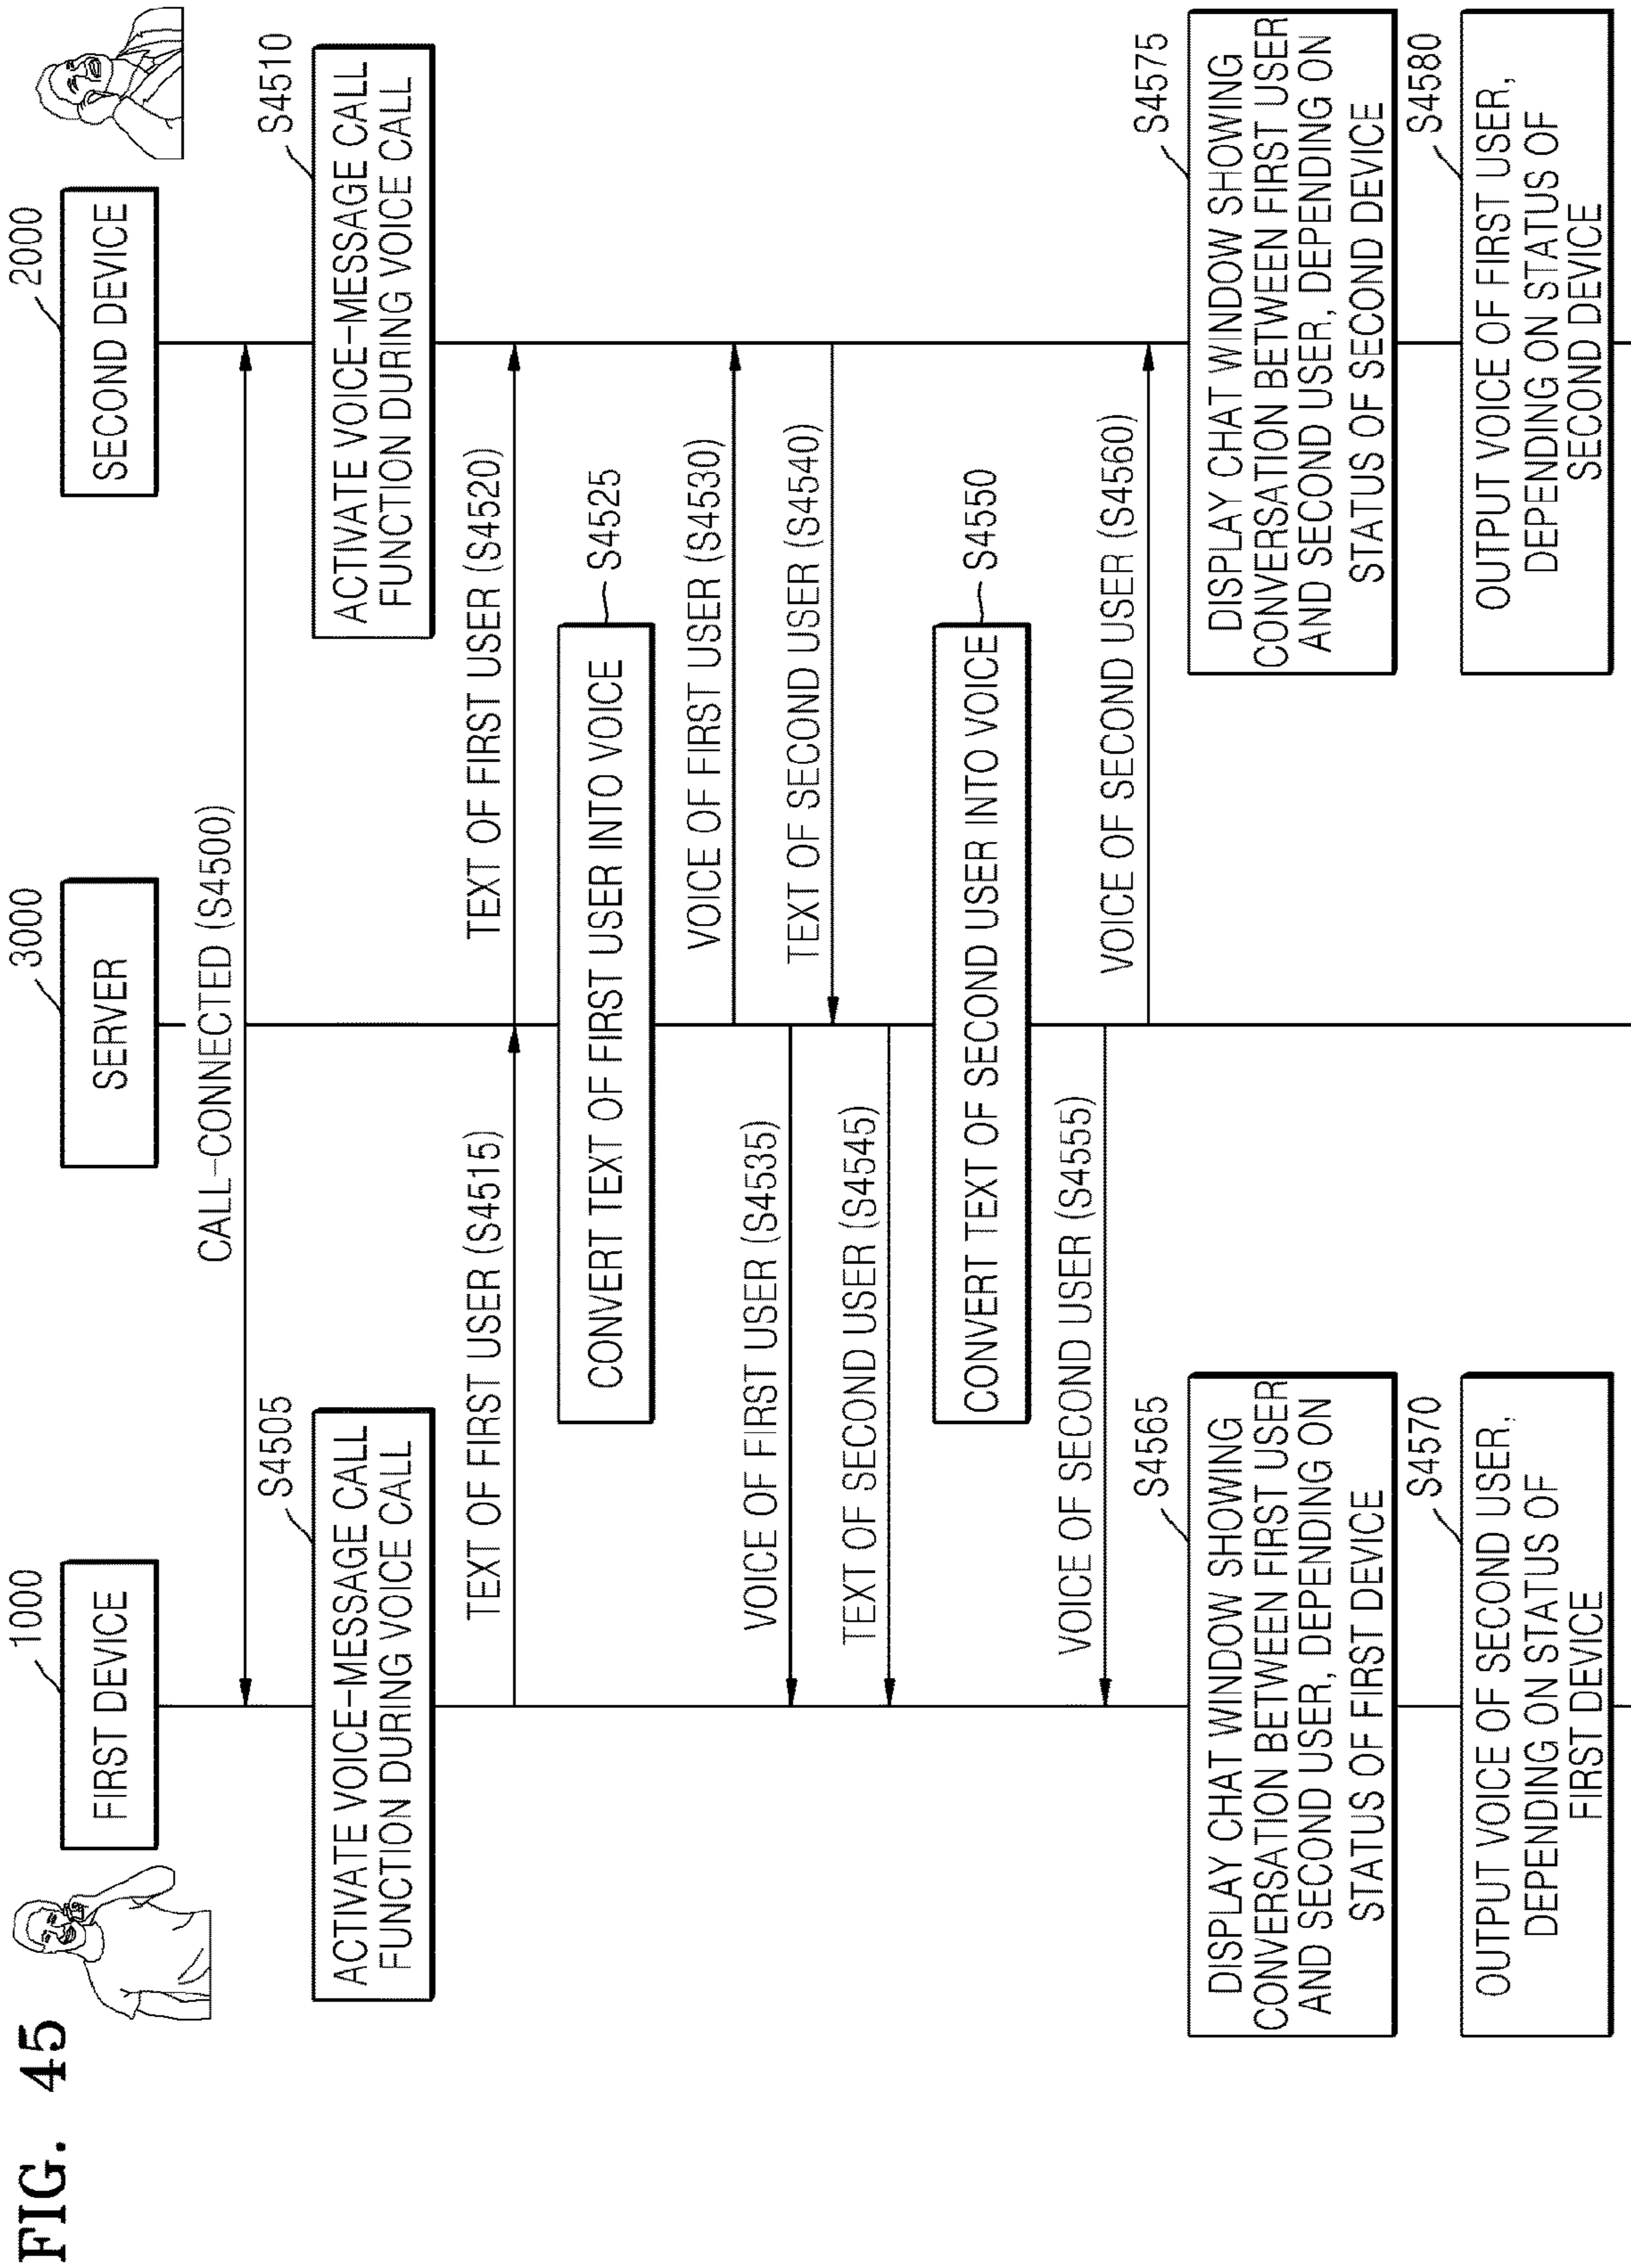 FIG. 45
1000
3000
2000
FIRST DEVICE
SERVER
SECOND DEVICE
CALL-CONNECTED (S4500)
S4505
S4510
ACTIVATE VOICE-MESSAGE CALL
FUNCTION DURING VOICE CALL
ACTIVATE VOICE-MESSAGE CALL
FUNCTION DURING VOICE CALL
TEXT OF FIRST USER (S4515)
TEXT OF FIRST USER (S4520)
S4525
CONVERT TEXT OF FIRST USER INTO VOICE
VOICE OF FIRST USER (S4530)
VOICE OF FIRST USER (S4535)
TEXT OF SECOND USER (S4540)
TEXT OF SECOND USER (S4545)
S4550
CONVERT TEXT OF SECOND USER INTO VOICE
VOICE OF SECOND USER (S4555)
VOICE OF SECOND USER (S4560)
S4565
DISPLAY CHAT WINDOW SHOWING
CONVERSATION BETWEEN FIRST USER
AND SECOND USER, DEPENDING ON
STATUS OF FIRST DEVICE
S4575
DISPLAY CHAT WINDOW SHOWING
CONVERSATION BETWEEN FIRST USER
AND SECOND USER, DEPENDING ON
STATUS OF SECOND DEVICE
S4570
OUTPUT VOICE OF SECOND USER,
DEPENDING ON STATUS OF
FIRST DEVICE
S4580
OUTPUT VOICE OF FIRST USER,
DEPENDING ON STATUS OF
SECOND DEVICE